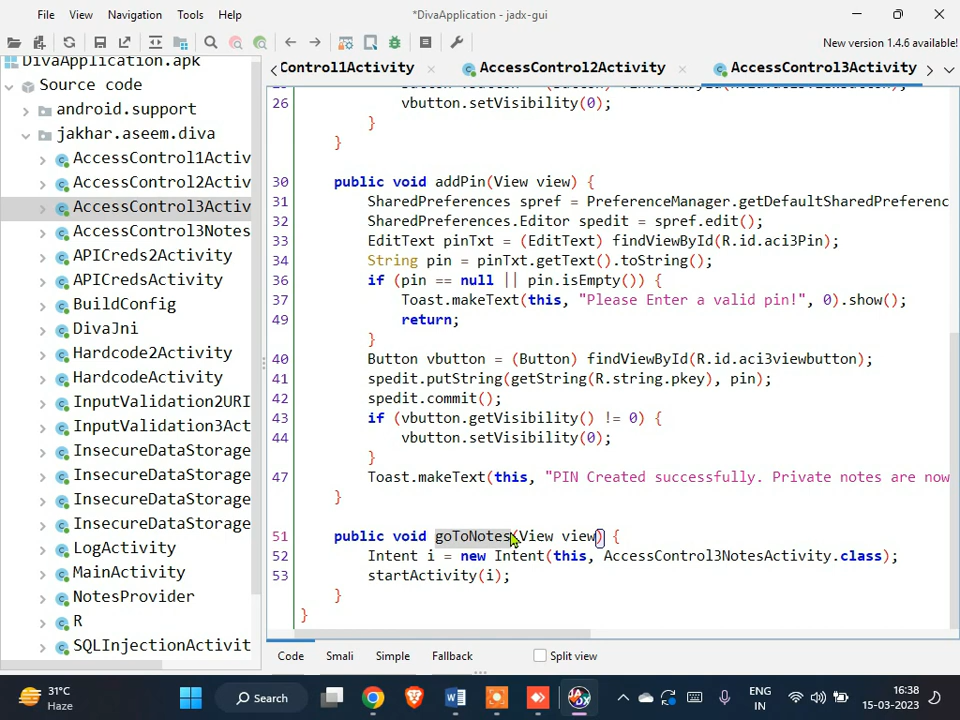 *DivaApplication - jadx-gui
File View Navigation Tools Help
New version 1.4.6 available!
DivaApplication.apk
Source code
android.support
jakhar.aseem.diva
AccessControl1Activ
AccessControl2Activ
AccessControl3Activ
AccessControl3Notes
APICreds2Activity
APICredsActivity
BuildConfig
DivaJni
Hardcode2Activity
HardcodeActivity
InputValidation2URI
InputValidation3Act
InsecureDataStorage
InsecureDataStorage
InsecureDataStorage
InsecureDataStorage
LogActivity
MainActivity
NotesProvider
R
SQLInjectionActivit
Control1Activity AccessControl2Activity AccessControl3Activity
26 vbutton.setVisibility(0);
}
}
30 public void addPin(View view) {
31 SharedPreferences spref = PreferenceManager.getDefaultSharedPreferenc
32 SharedPreferences.Editor spedit = spref.edit();
33 EditText pinTxt = (EditText) findViewById(R.id.aci3Pin);
34 String pin = pinTxt.getText().toString();
36 if (pin == null || pin.isEmpty()) {
37 Toast.makeText(this, "Please Enter a valid pin!", 0).show();
49 return;
}
40 Button vbutton = (Button) findViewById(R.id.aci3viewbutton);
41 spedit.putString(getString(R.string.pkey), pin);
42 spedit.commit();
43 if (vbutton.getVisibility() != 0) {
44 vbutton.setVisibility(0);
}
47 Toast.makeText(this, "PIN Created successfully. Private notes are now
}
51 public void goToNotes(View view) {
52 Intent i = new Intent(this, AccessControl3NotesActivity.class);
53 startActivity(i);
}
}
Code Smali Simple Fallback Split view
31°C
Haze
Search
ENG
IN
16:38
15-03-2023